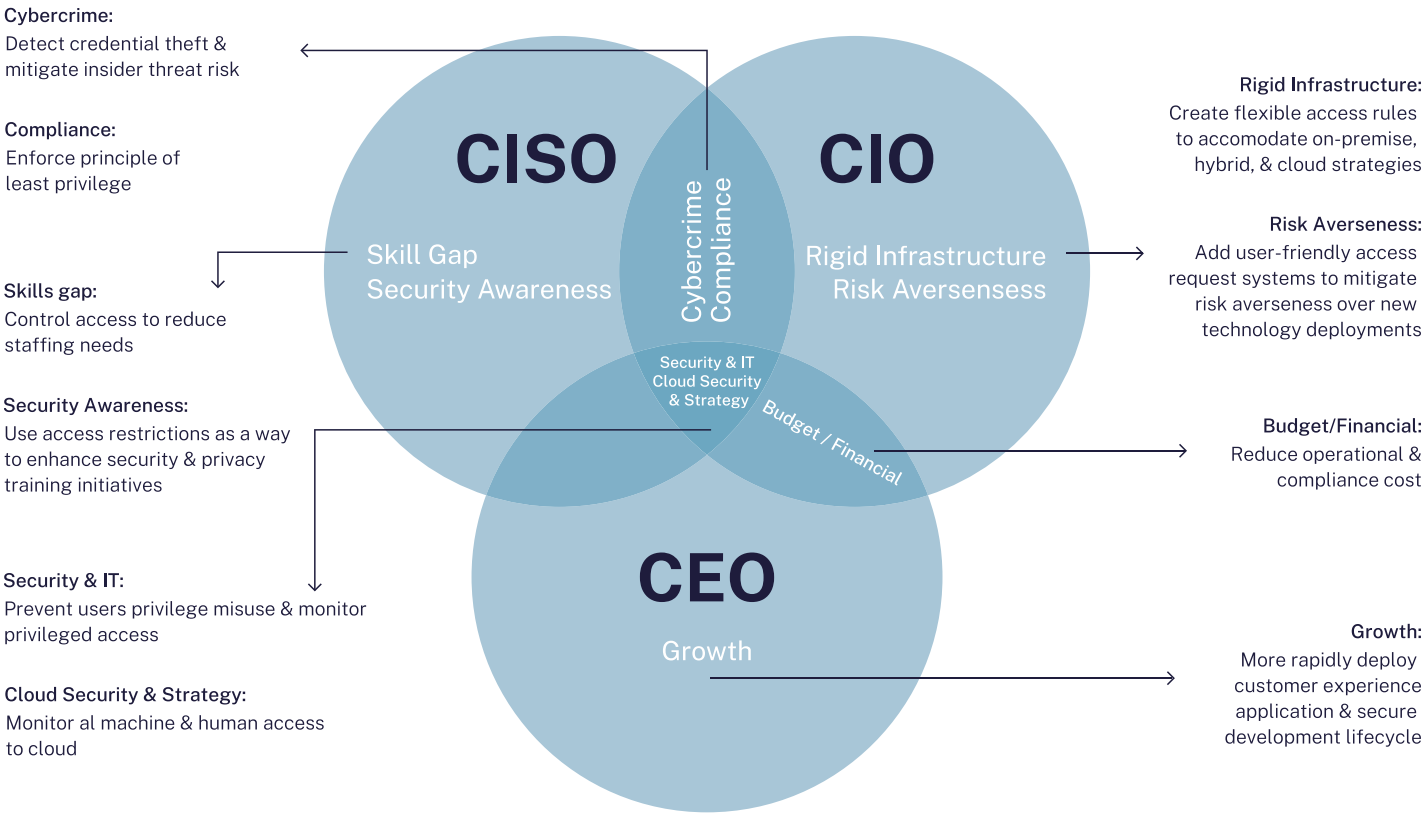 Cybercrime:
Detect credential theft &
mitigate insider threat risk
Compliance:
Enforce principle of
least privilege
Skills gap:
Control access to reduce
staffing needs
Security Awareness:
Use access restrictions as a way
to enhance security & privacy
training initiatives
Security & IT:
Prevent users privilege misuse & monitor
privileged access
Cloud Security & Strategy:
Monitor al machine & human access
to cloud
CISO
Skill Gap
Security Awareness
Cybercrime
Compliance
CIO
Rigid Infrastructure
Risk Aversensess
Security & IT
Cloud Security
& Strategy
Budget / Financial
CEO
Growth
Rigid Infrastructure:
Create flexible access rules
to accomodate on-premise,
hybrid, & cloud strategies
Risk Averseness:
Add user-friendly access
request systems to mitigate
risk averseness over new
technology deployments
Budget/Financial:
Reduce operational &
compliance cost
Growth:
More rapidly deploy
customer experience
application & secure
development lifecycle